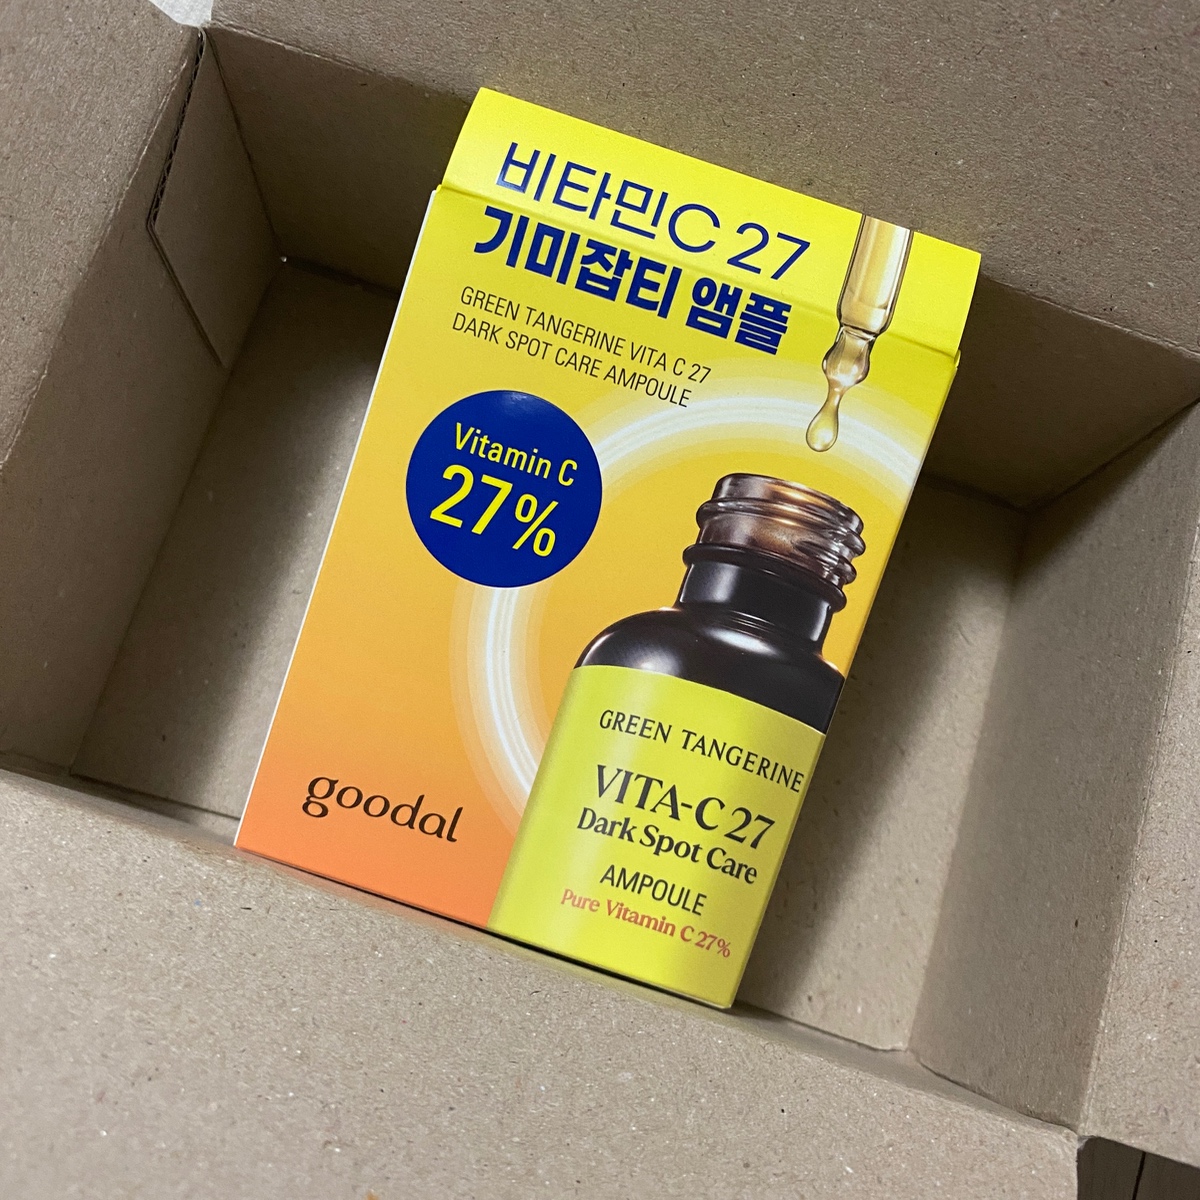 비타민C 27
기미잡티 앰플
GREEN TANGERINE VITA C 27
DARK SPOT CARE AMPOULE
Vitamin C
27%
goodal
GREEN TANGERINE
VITA-C 27
Dark Spot Care
AMPOULE
Pure Vitamin C 27%